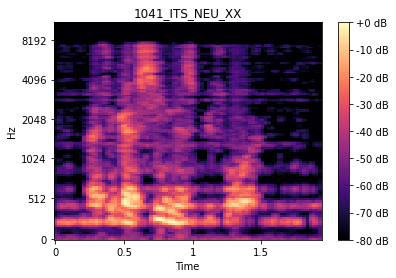 1041_ITS_NEU_XX
+0 dB
8192
-10 dB
4096
-20 dB
-30 dB
2048
Hz
-40 dB
1024
-50 dB
512
-60 dB
-70 dB
0
-80 dB
0
0.5
1
1.5
Time